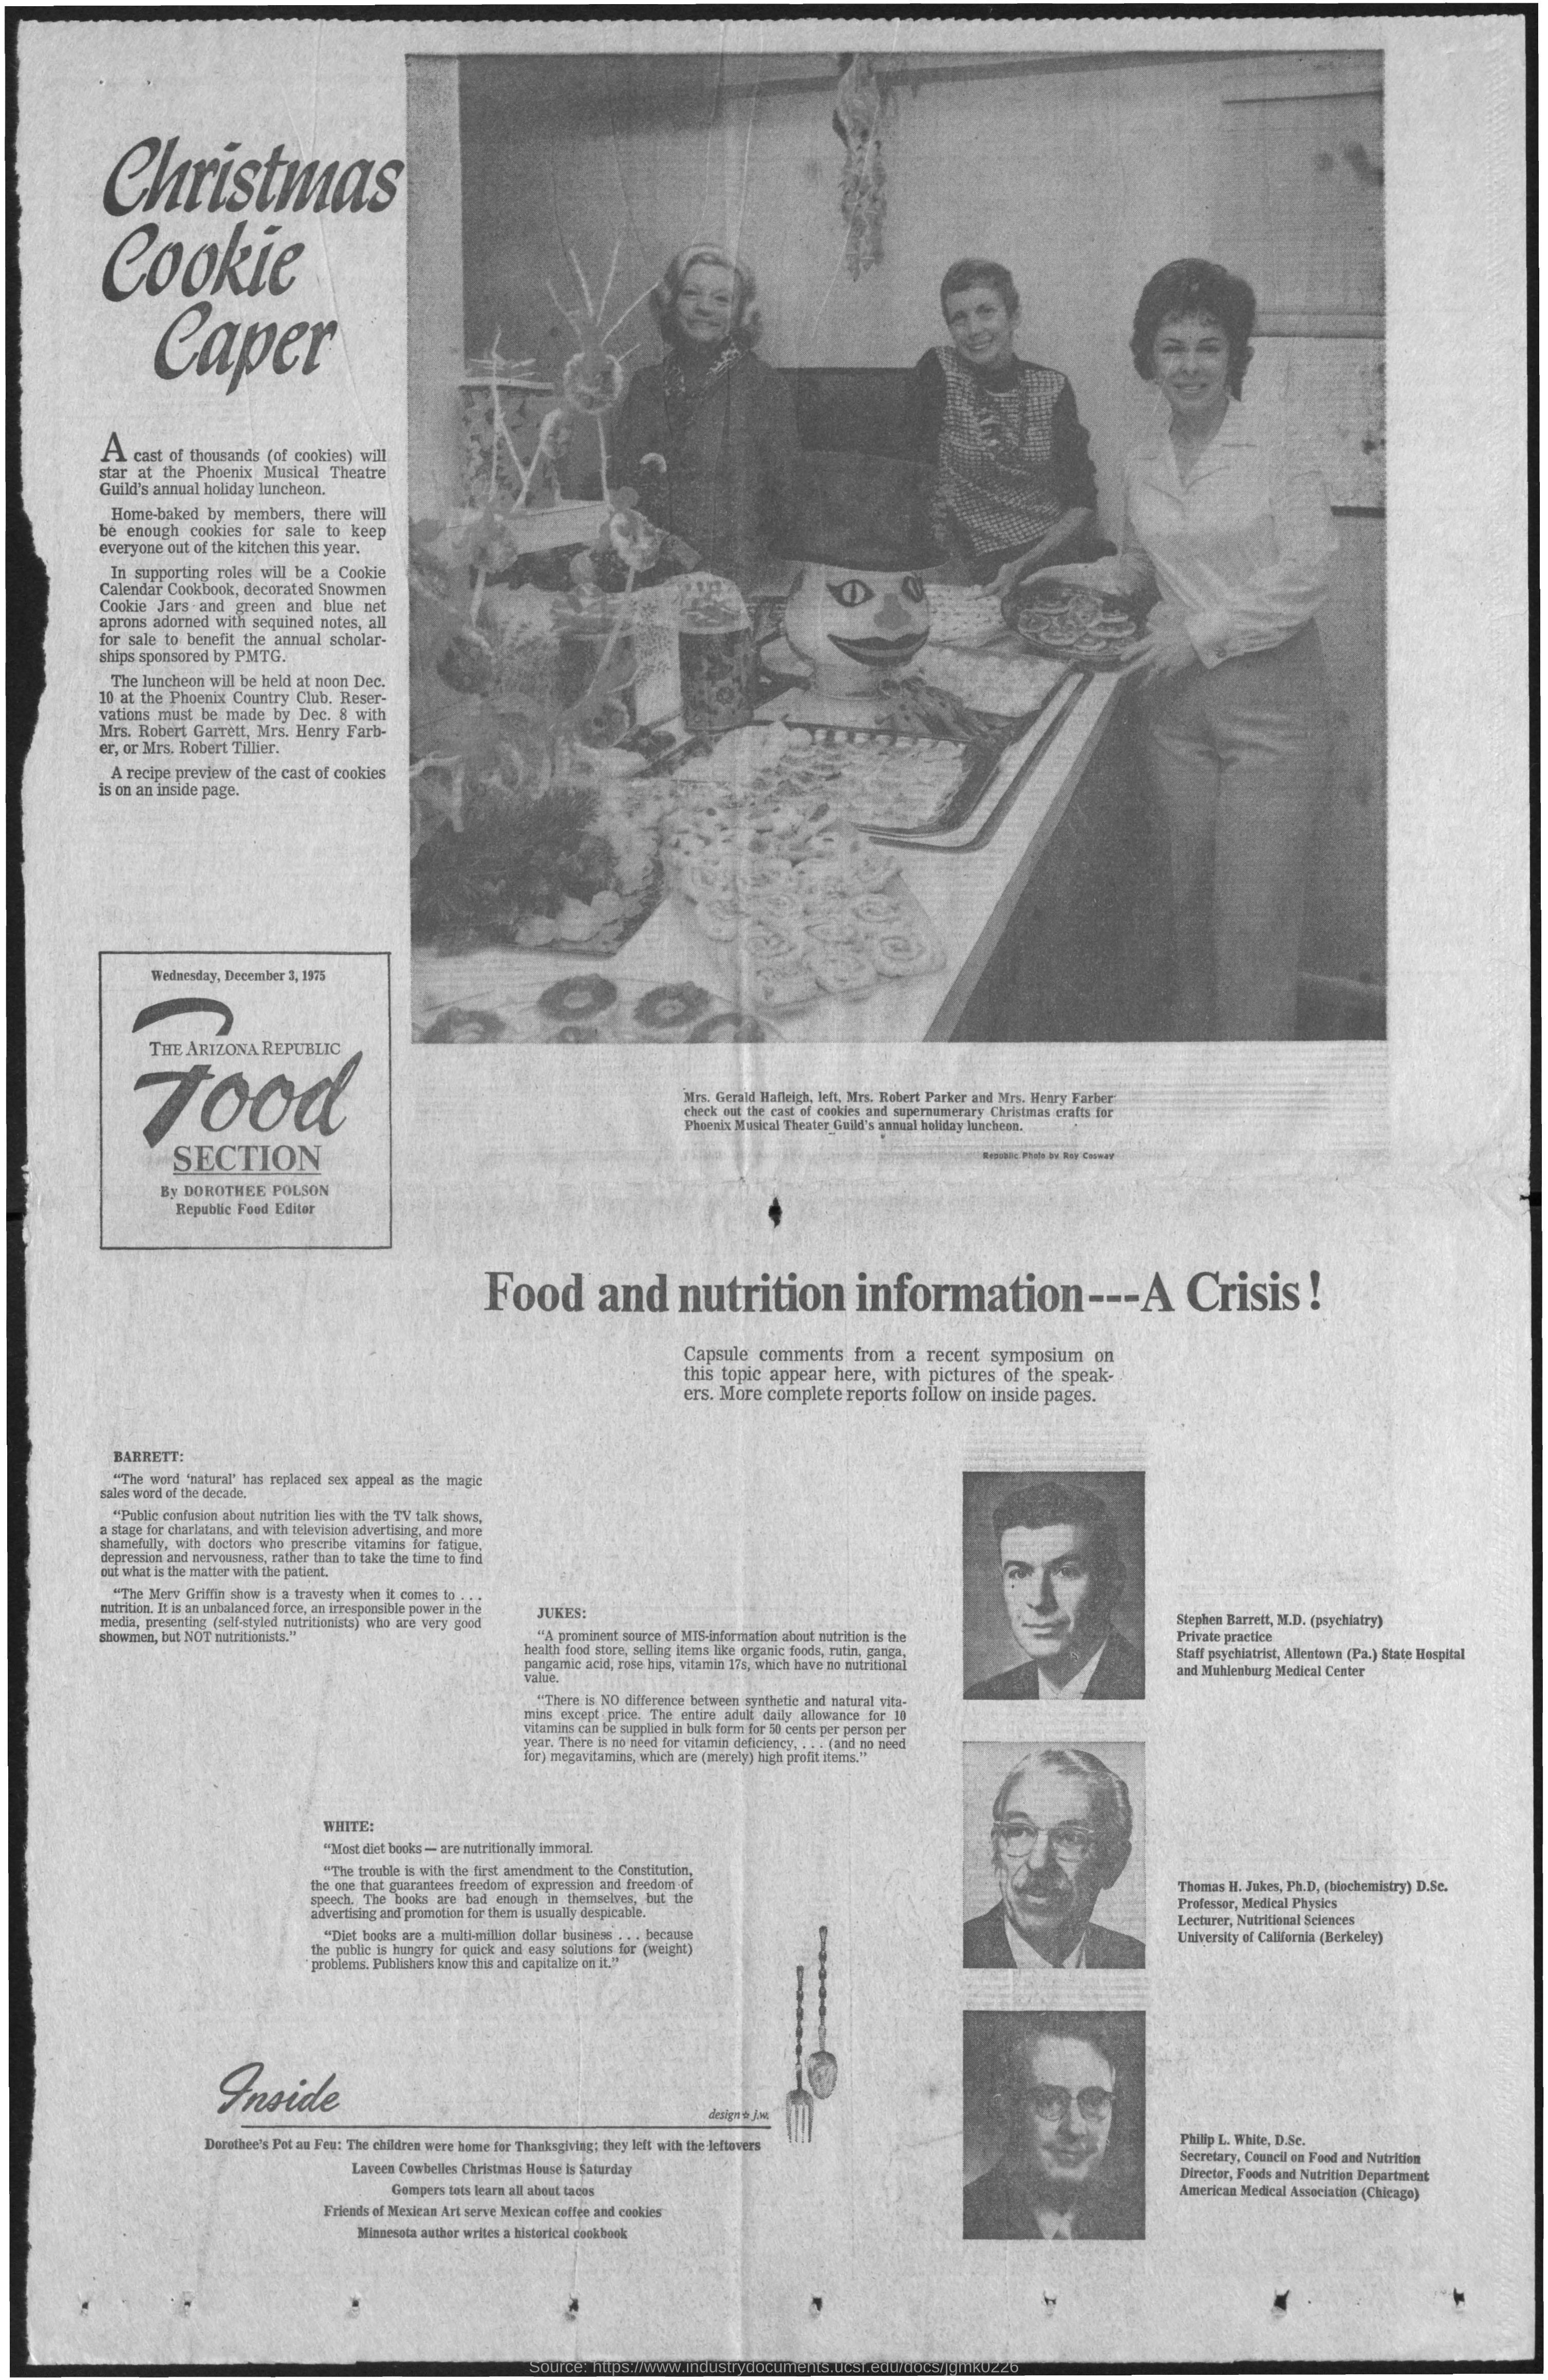 Christmas
Cookie
Caper
A cast of thousands (of cookies) will
star at the Phoenix Musical Theatre
Guild's annual holiday luncheon.
Home-baked by members, there will
be enough cookies for sale to keep
everyone out of the kitchen this year.
In supporting roles will be a Cookie
Calendar Cookbook, decorated Snowmen
Cookie Jars and green and blue net
aprons adorned with sequined notes, all
for sale to benefit the annual scholar-
ships sponsored by PMTG.
The luncheon will be held at noon Dec.
10 at the Phoenix Country Club. Reser-
vations must be made by Dec. 8 with
Mrs. Robert Garrett, Mrs. Henry Farb-
er, or Mrs. Robert Tillier.
A recipe preview of the cast of cookies
is on an inside page.
Wednesday, December 3, 1975
THE ARIZONA REPUBLIC
Food
SECTION
By DOROTHEE POLSON
Republic Food Editor
Mrs. Gerald Hafleigh, left, Mrs. Robert Parker and Mrs. Henry Farber
check out the cast of cookies and supernumerary Christmas crafts for
Phoenix Musical Theater Guild's annual holiday luncheon.
Republic Photo by Roy Cosway
Food and nutrition information---A Crisis!
Capsule comments from a recent symposium on
this topic appear here, with pictures of the speak-
ers. More complete reports follow on inside pages.
BARRETT:
"The word 'natural' has replaced sex appeal as the magic
sales word of the decade.
"Public confusion about nutrition lies with the TV talk shows,
a stage for charlatans, and with television advertising, and more
shamefully, with doctors who prescribe vitamins for fatigue,
depression and nervousness, rather than to take the time to find
out what is the matter with the patient.
"The Merv Griffin show is a travesty when it comes to . . .
nutrition. It is an unbalanced force, an irresponsible power in the
media, presenting (self-styled nutritionists) who are very good
showmen, but NOT nutritionists."
JUKES:
"A prominent source of MIS-information about nutrition is the
health food store, selling items like organic foods, rutin, ganga,
pangamic acid, rose hips, vitamin 17s, which have no nutritional
value.
"There is NO difference between synthetic and natural vita-
mins except price. The entire adult daily allowance for 10
vitamins can be supplied in bulk form for 50 cents per person per
year. There is no need for vitamin deficiency, . . . (and no need
for) megavitamins, which are (merely) high profit items."
WHITE:
"Most diet books — are nutritionally immoral.
"The trouble is with the first amendment to the Constitution,
the one that guarantees freedom of expression and freedom of
speech. The books are bad enough in themselves, but the
advertising and promotion for them is usually despicable.
"Diet books are a multi-million dollar business . . . because
the public is hungry for quick and easy solutions for (weight)
problems. Publishers know this and capitalize on it."
Stephen Barrett, M.D. (psychiatry)
Private practice
Staff psychiatrist, Allentown (Pa.) State Hospital
and Muhlenburg Medical Center
Thomas H. Jukes, Ph.D, (biochemistry) D.Sc.
Professor, Medical Physics
Lecturer, Nutritional Sciences
University of California (Berkeley)
Philip L. White, D.Sc.
Secretary, Council on Food and Nutrition
Director, Foods and Nutrition Department
American Medical Association (Chicago)
Inside
design ☆ j.w.
Dorothee's Pot au Feu: The children were home for Thanksgiving; they left with the leftovers
Laveen Cowbelles Christmas House is Saturday
Gompers tots learn all about tacos
Friends of Mexican Art serve Mexican coffee and cookies
Minnesota author writes a historical cookbook
Source: https://www.industrydocuments.ucsf.edu/docs/jgmk0226